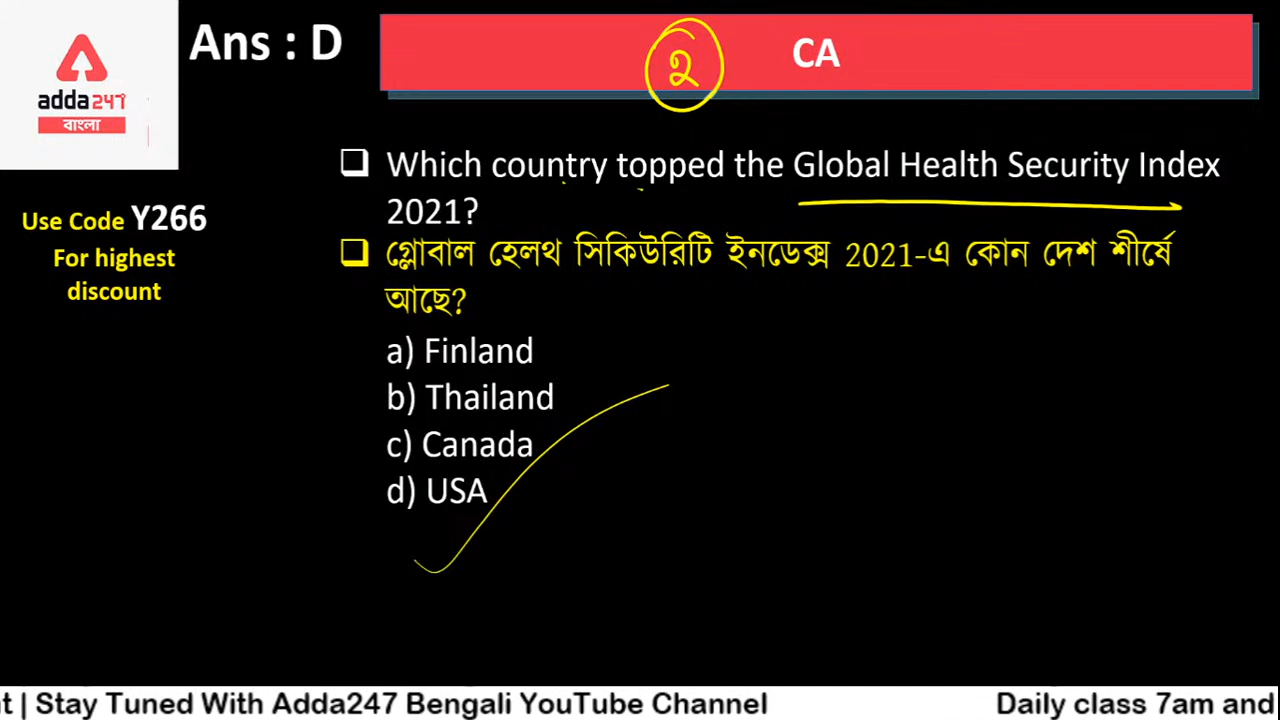 Ans : D
CA
২
adda247
বাংলা
Use Code Y266
For highest
discount
❑ Which country topped the Global Health Security Index
2021?
❑ গ্লোবাল হেলথ সিকিউরিটি ইনডেক্স 2021-এ কোন দেশ শীর্ষে
আছে?
a) Finland
b) Thailand
c) Canada
d) USA
t | Stay Tuned With Adda247 Bengali YouTube Channel
Daily class 7am and